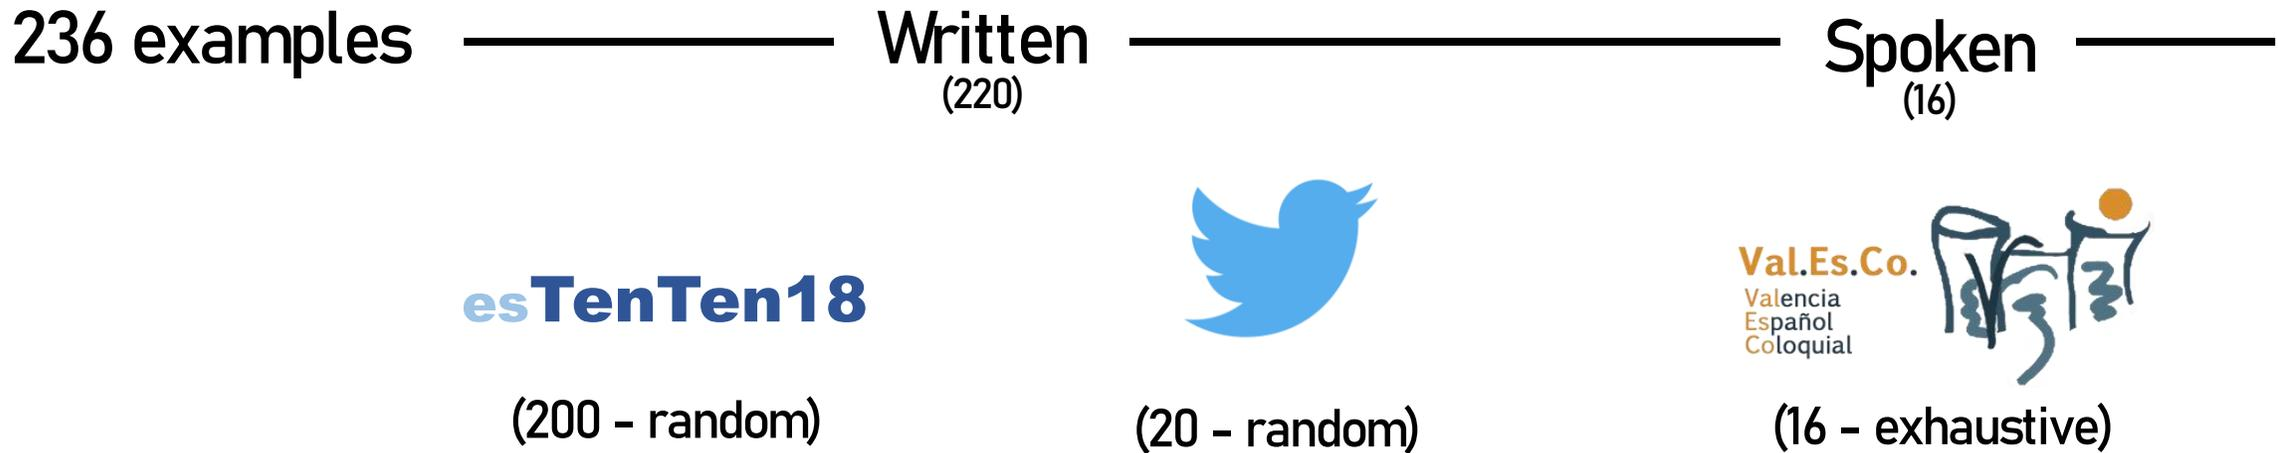 236 examples
Written
(220)
Spoken
(16)
esTenTen18
(200 - random)
(20 - random)
Val.Es.Co.
Valencia
Español
Coloquial
(16 - exhaustive)